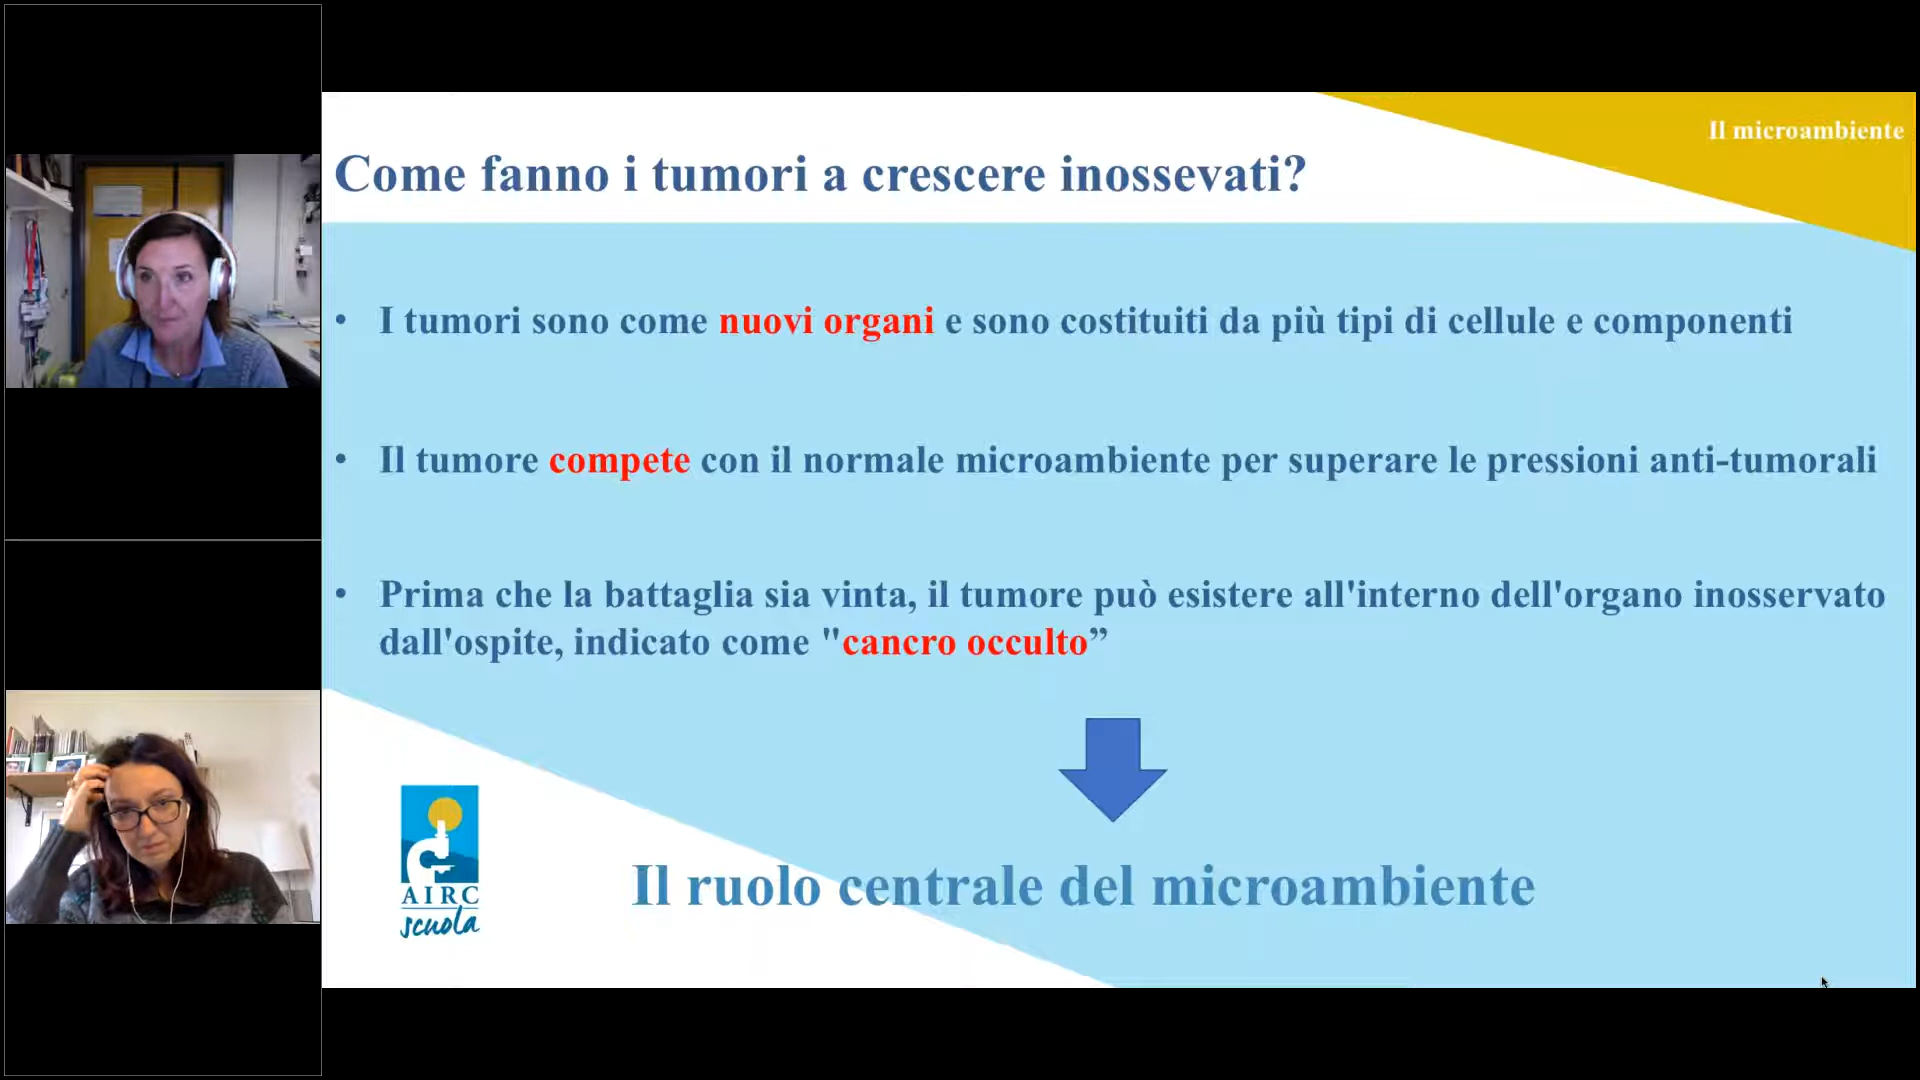 Il microambiente
Come fanno i tumori a crescere inossevati?
• I tumori sono come nuovi organi e sono costituiti da più tipi di cellule e componenti
• Il tumore compete con il normale microambiente per superare le pressioni anti-tumorali
• Prima che la battaglia sia vinta, il tumore può esistere all'interno dell'organo inosservato
dall'ospite, indicato come "cancro occulto”
Il ruolo centrale del microambiente
AIRC
scuola